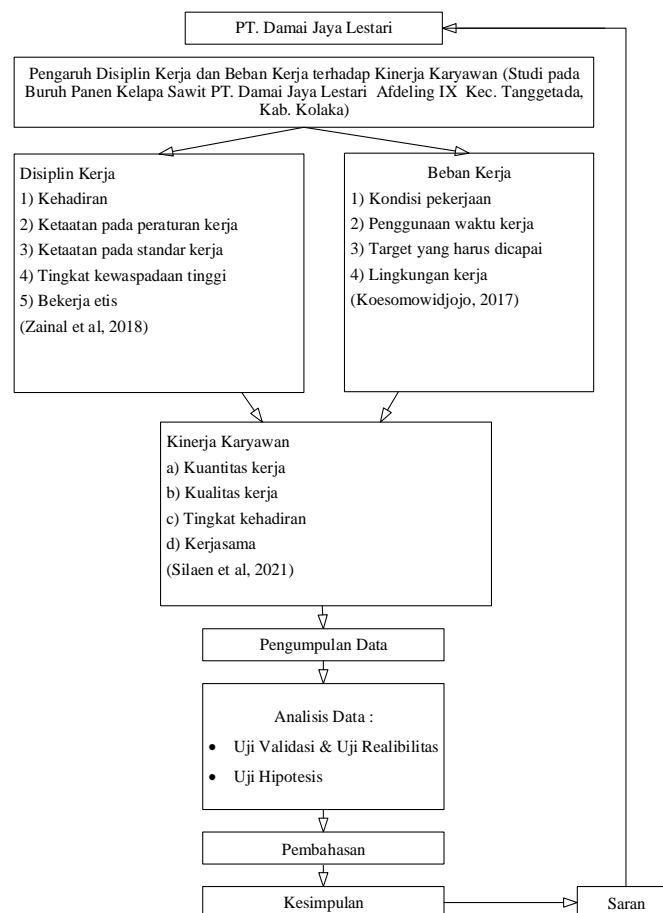 PT. Damai Jaya Lestari
Pengaruh Disiplin Kerja dan Beban Kerja terhadap Kinerja Karyawan (Studi pada
Buruh Panen Kelapa Sawit PT. Damai Jaya Lestari Afdeling IX Kec. Tanggetada,
Kab. Kolaka)
Disiplin Kerja
1) Kehadiran
2) Ketaatan pada peraturan kerja
3) Ketaatan pada standar kerja
4) Tingkat kewaspadaan tinggi
5) Bekerja etis
(Zainal et al, 2018)
Beban Kerja
1) Kondisi pekerjaan
2) Penggunaan waktu kerja
3) Target yang harus dicapai
4) Lingkungan kerja
(Koesomowidjojo, 2017)
Kinerja Karyawan
a) Kuantitas kerja
b) Kualitas kerja
c) Tingkat kehadiran
d) Kerjasama
(Silaen et al, 2021)
Pengumpulan Data
Analisis Data :
• Uji Validasi & Uji Realibilitas
• Uji Hipotesis
Pembahasan
Kesimpulan
Saran